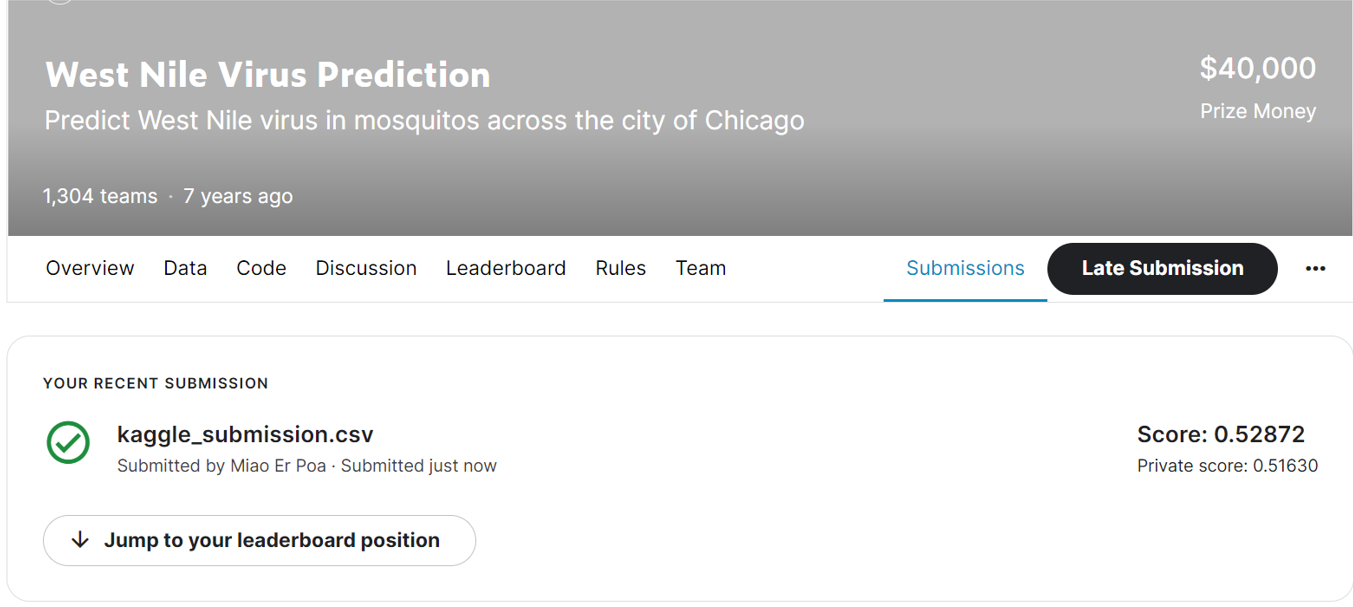 West Nile Virus Prediction
$40,000
Predict West Nile virus in mosquitos across the city of Chicago
Prize Money
1,304 teams · 7 years ago
Overview Data Code Discussion Leaderboard Rules Team Submissions Late Submission ...
YOUR RECENT SUBMISSION
kaggle_submission.csv
Score: 0.52872
Submitted by Miao Er Poa · Submitted just now
Private score: 0.51630
↓ Jump to your leaderboard position